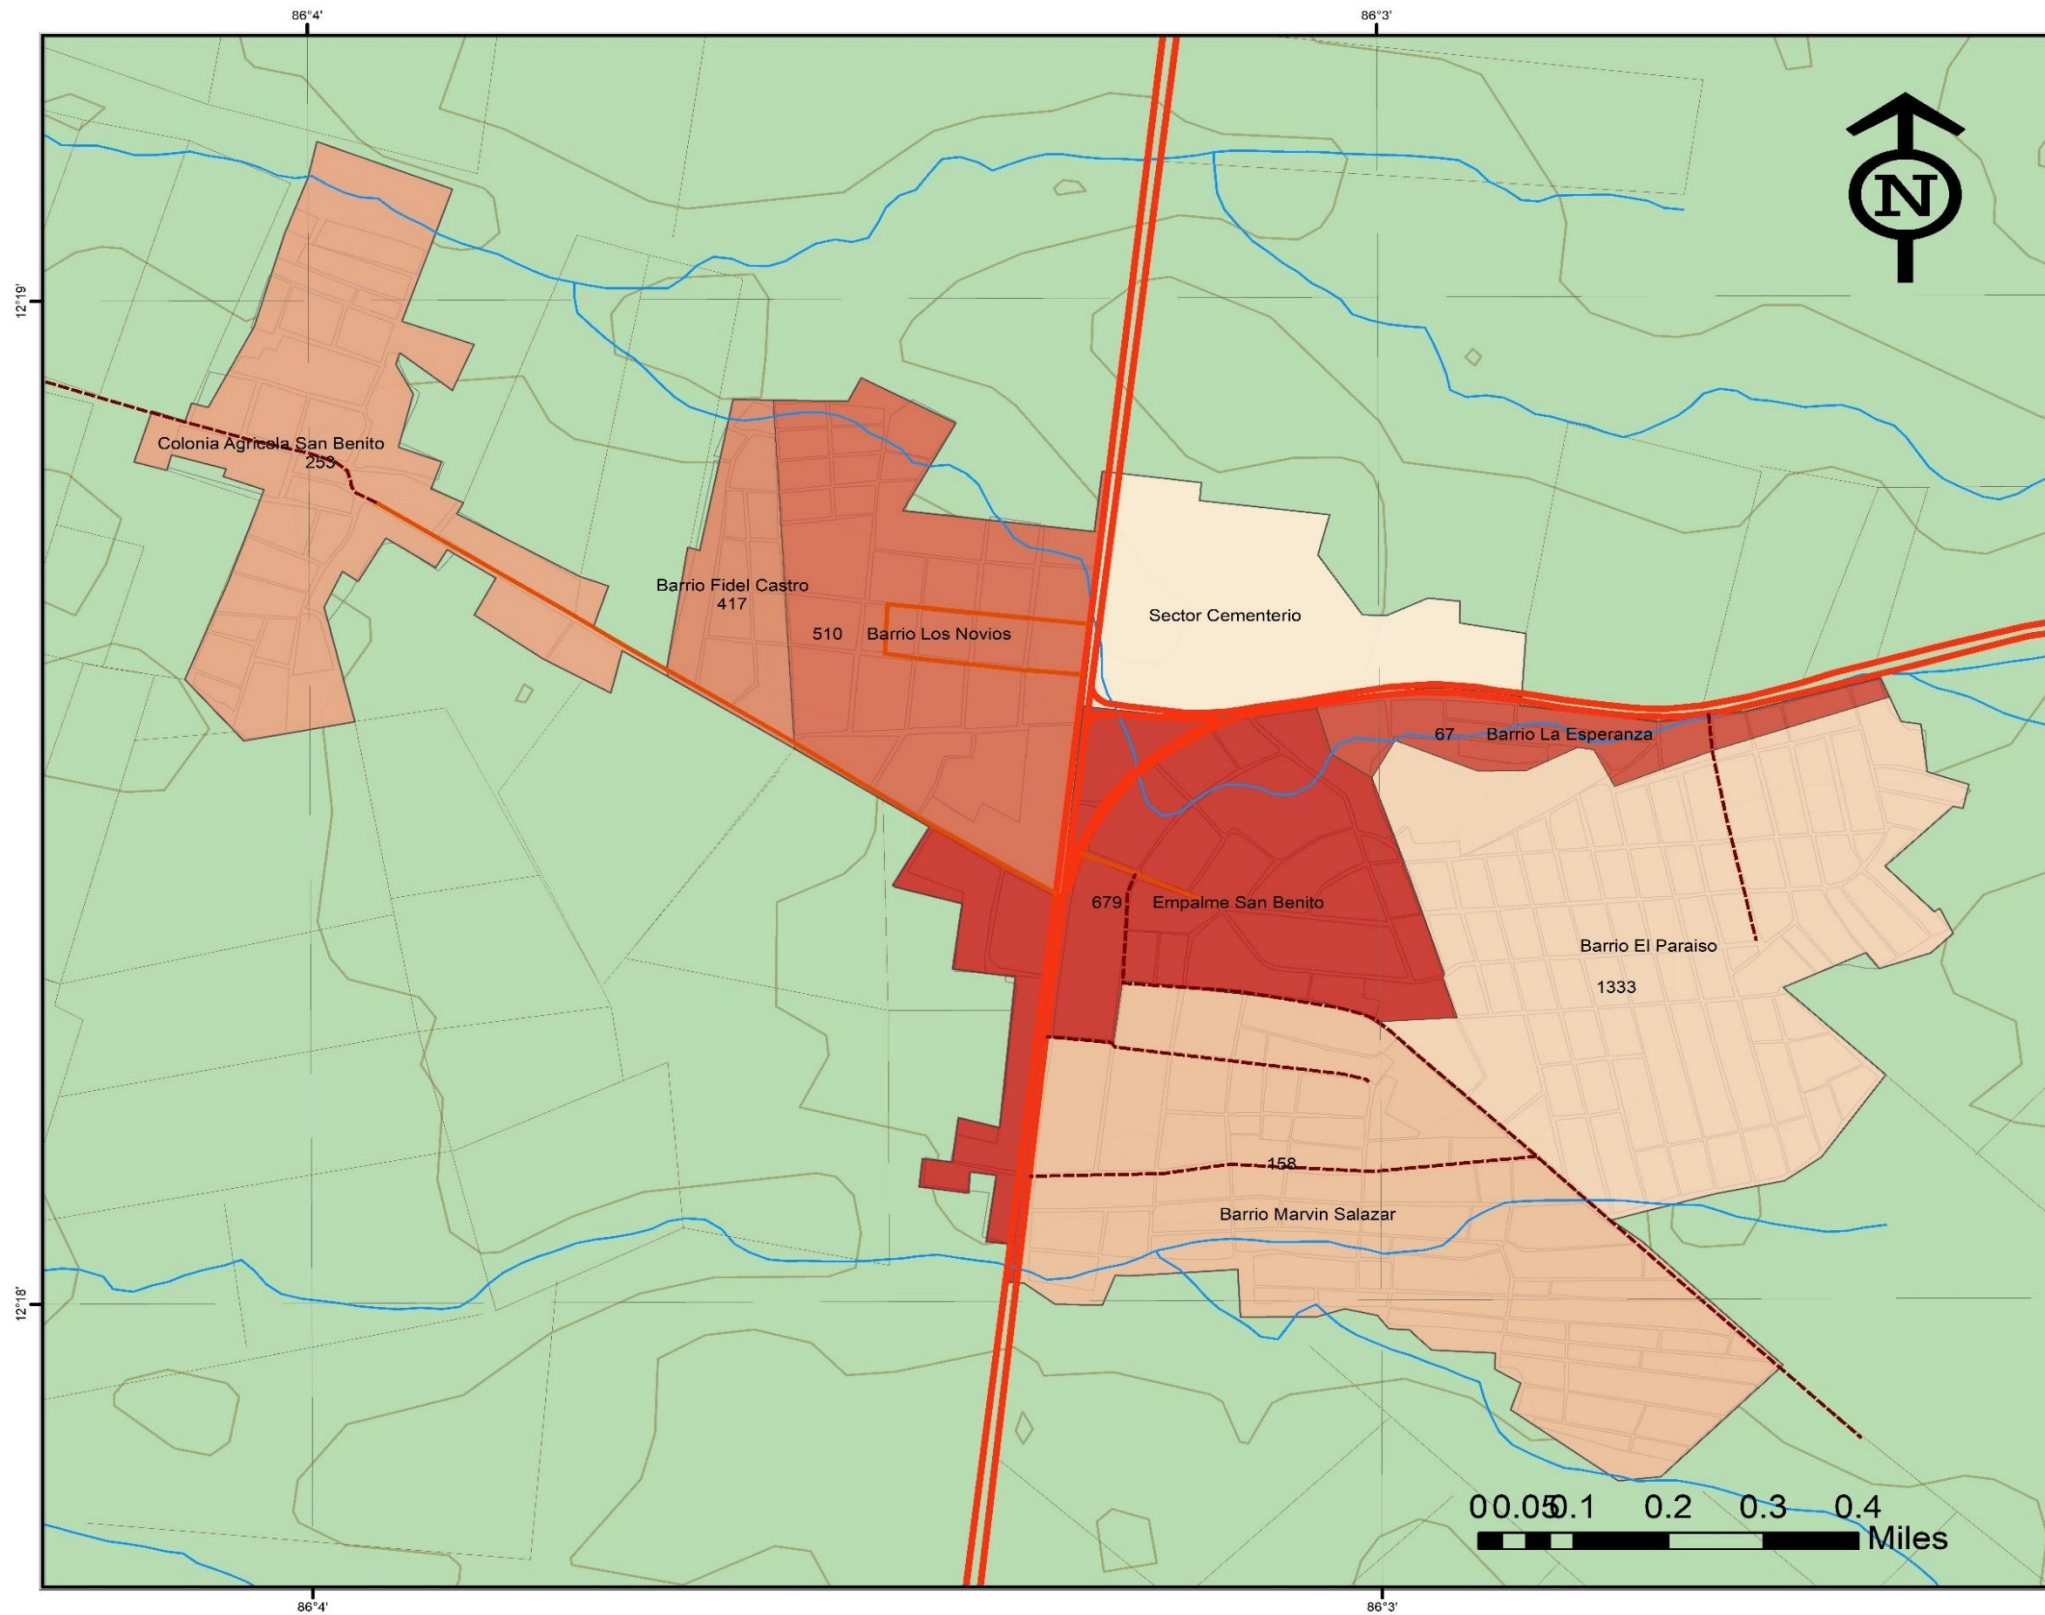 86°4'
86°3'
N
12°19'
Colonia Agricola San Benito
253
Barrio Fidel Castro
417
510 Barrio Los Novios
Sector Cementerio
67 Barrio La Esperanza
679 Empalme San Benito
Barrio El Paraiso
1333
158
Barrio Marvin Salazar
12°18'
0 0.05 0.1 0.2 0.3 0.4
Miles
86°4'
86°3'